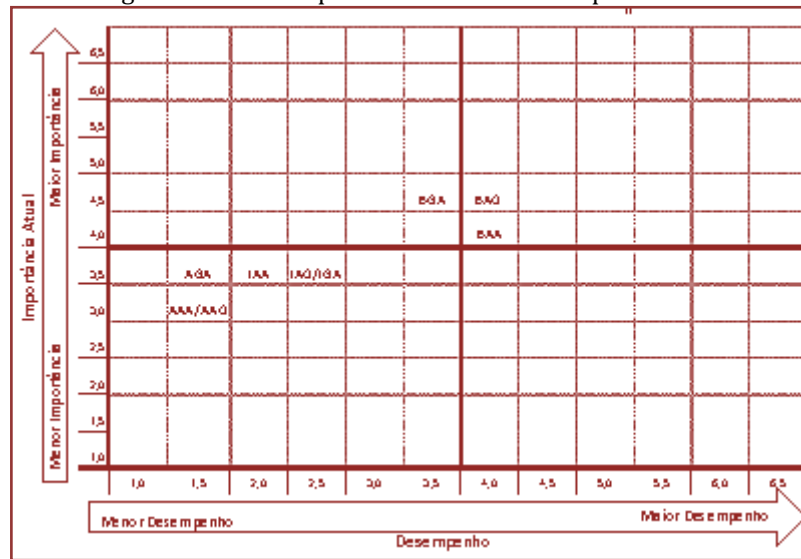 6,5
6,0
5,5
5,0
4,5 BGA BAO
4,0 BAA
3,5 AGA IAA IAO/IGA
3,0 AAA/AAO
2,5
2,0
1,5
1,0
Importância Atual
Maior Importância
Menor Importância
1,0 1,5 2,0 2,5 3,0 3,5 4,0 4,5 5,0 5,5 6,0 6,5
Menor Desempenho Maior Desempenho
Desempenho